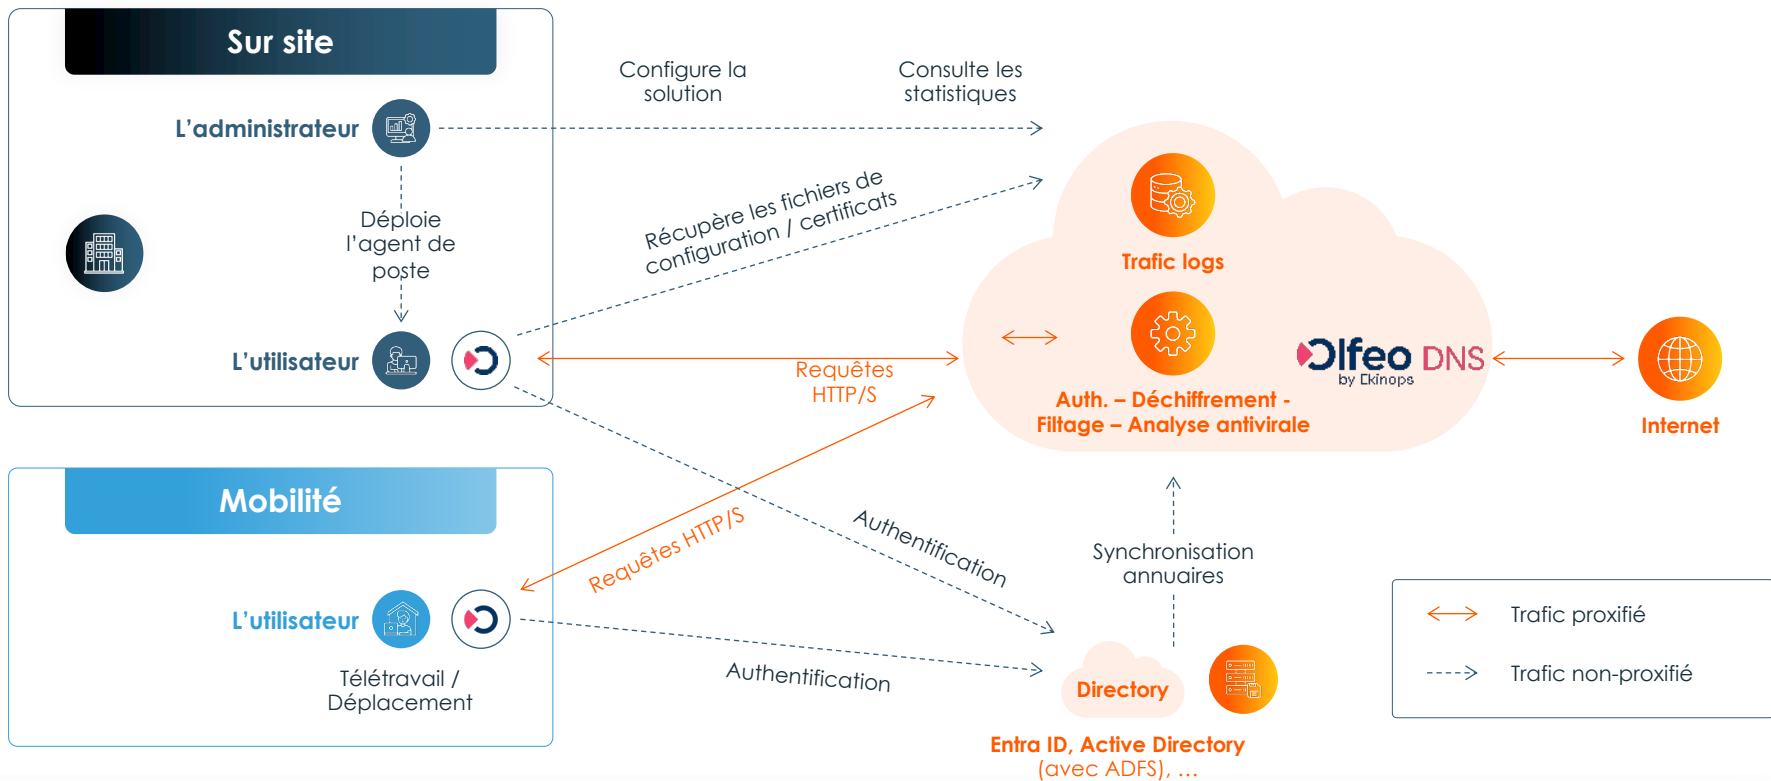 Sur site
L'administrateur
Déploie
l'agent de
poste
L'utilisateur
Configure la
solution
Consulte les
statistiques
Récupère les fichiers de
configuration / certificats
Requêtes
HTTP/S
Trafic logs
Auth. – Déchiffrement -
Filtage – Analyse antivirale
Olfeo DNS
by Ekinops
Internet
Mobilité
L'utilisateur
Télétravail /
Déplacement
Requêtes HTTP/S
Authentification
Authentification
Synchronisation
annuaires
Directory
Entra ID, Active Directory
(avec ADFS), ...
Trafic proxifié
Trafic non-proxifié